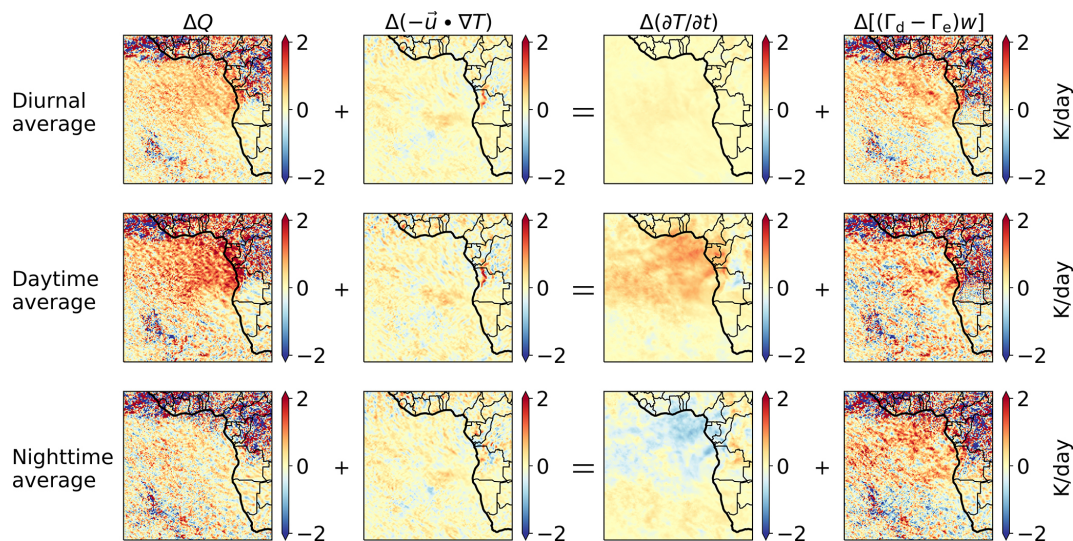 ΔQ Δ(−u⃗ • ∇T) Δ(∂T/∂t) Δ[(Γd − Γe)w]
Diurnal
average
2 0 −2 + 2 0 −2 = 2 0 −2 + 2 0 −2 K/day
Daytime
average
2 0 −2 + 2 0 −2 = 2 0 −2 + 2 0 −2 K/day
Nighttime
average
2 0 −2 + 2 0 −2 = 2 0 −2 + 2 0 −2 K/day